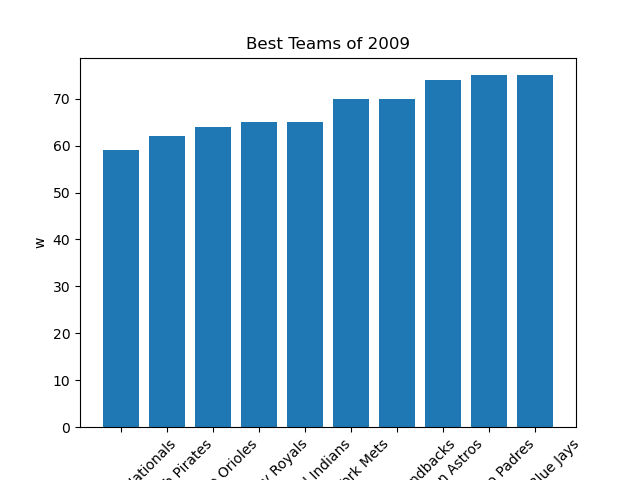 Best Teams of 2009
w
70
60
50
40
30
20
10
0
Pirates
Orioles
Royals
Indians
Mets
Astros
Padres
Jays